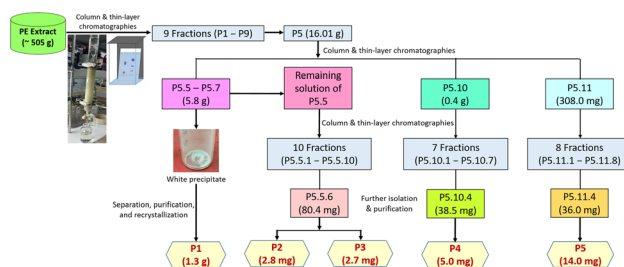 PE Extract
(~ 505 g)
Column & thin-layer
chromatographies
9 Fractions (P1 – P9)
P5 (16.01 g)
Column & thin-layer chromatographies
P5.5 – P5.7
(5.8 g)
Remaining
solution of
P5.5
P5.10
(0.4 g)
P5.11
(308.0 mg)
Column & thin-layer chromatographies
White precipitate
10 Fractions
(P5.5.1 – P5.5.10)
7 Fractions
(P5.10.1 – P5.10.7)
8 Fractions
(P5.11.1 – P5.11.8)
Separation, purification,
and recrystallization
P5.5.6
(80.4 mg)
Further isolation
& purification
P5.10.4
(38.5 mg)
P5.11.4
(36.0 mg)
P1
(1.3 g)
P2
(2.8 mg)
P3
(2.7 mg)
P4
(5.0 mg)
P5
(14.0 mg)